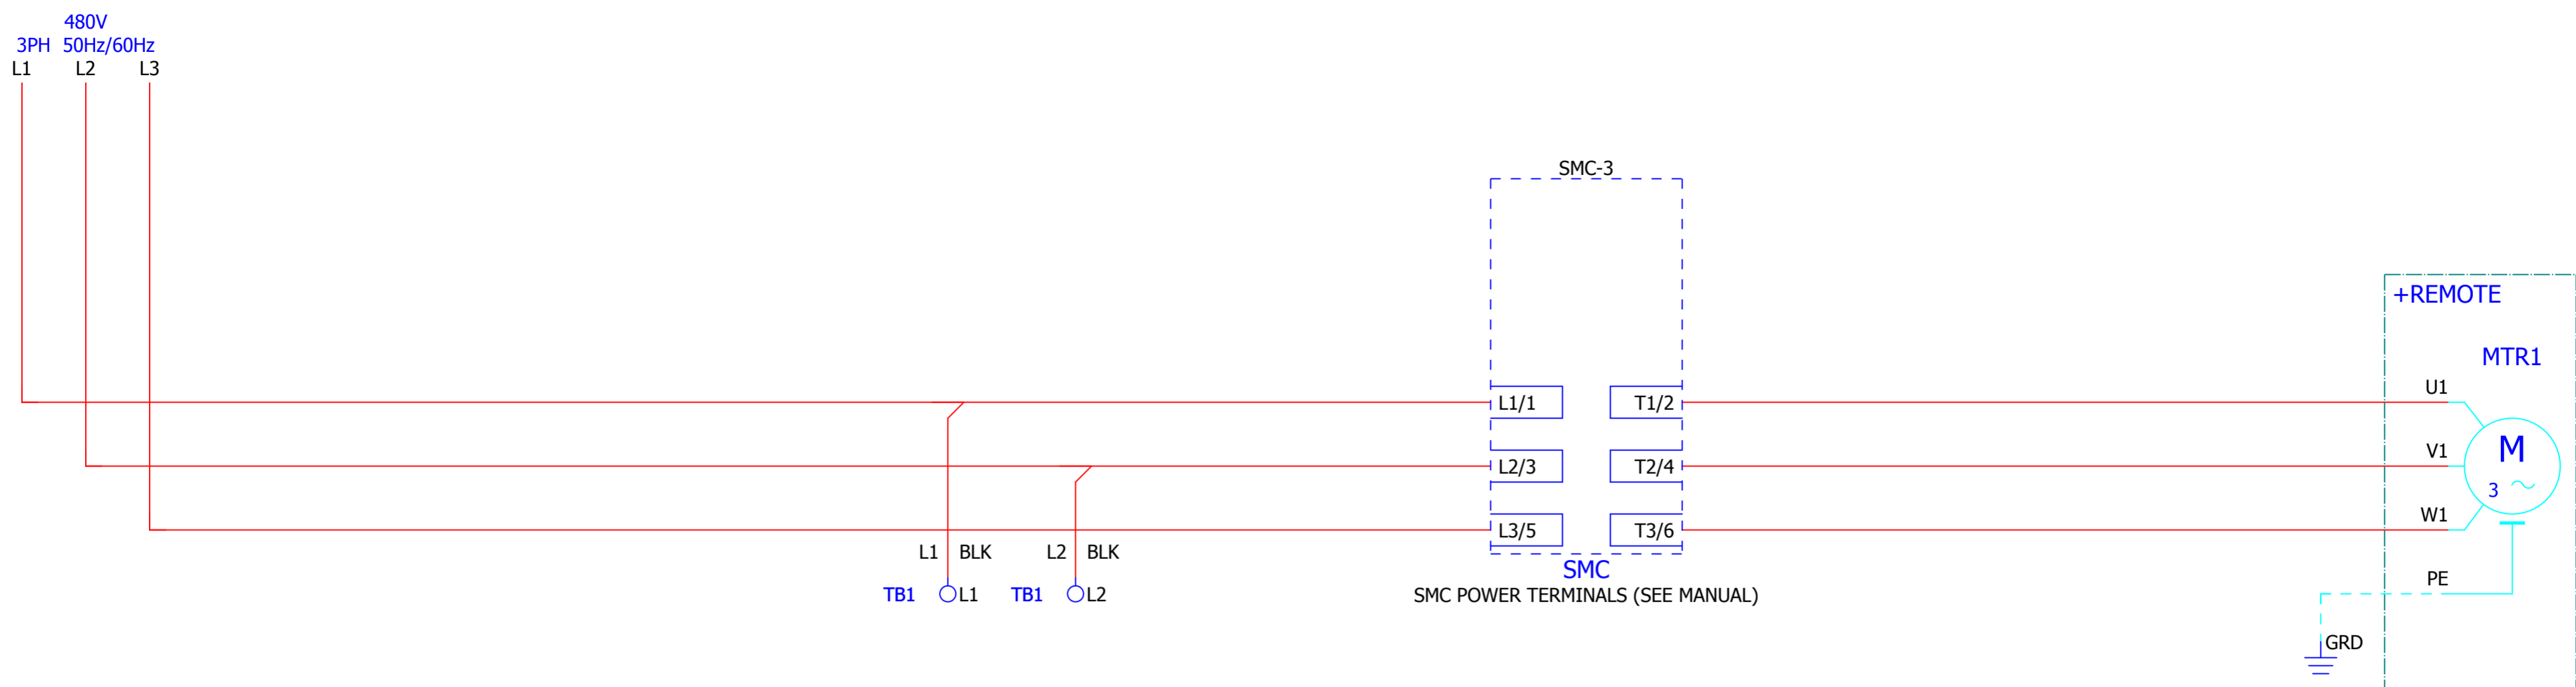 480V
3PH 50Hz/60Hz
L1 L2 L3
SMC-3
+REMOTE
MTR1
U1
L1/1 T1/2
V1
M
L2/3 T2/4
3
W1
L3/5 T3/6
L1 BLK L2 BLK
SMC
PE
TB1 L1 TB1 L2
SMC POWER TERMINALS (SEE MANUAL)
GRD